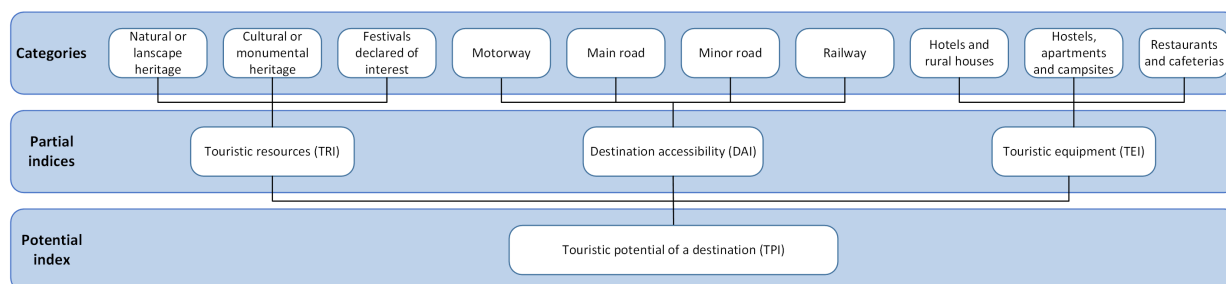 Categories
Natural or
lanscape
heritage
Cultural or
monumental
heritage
Festivals
declared of
interest
Motorway
Main road
Minor road
Railway
Hotels and
rural houses
Hostels,
apartments
and campsites
Restaurants
and cafeterias
Partial
indices
Touristic resources (TRI)
Destination accessibility (DAI)
Touristic equipment (TEI)
Potential
index
Touristic potential of a destination (TPI)